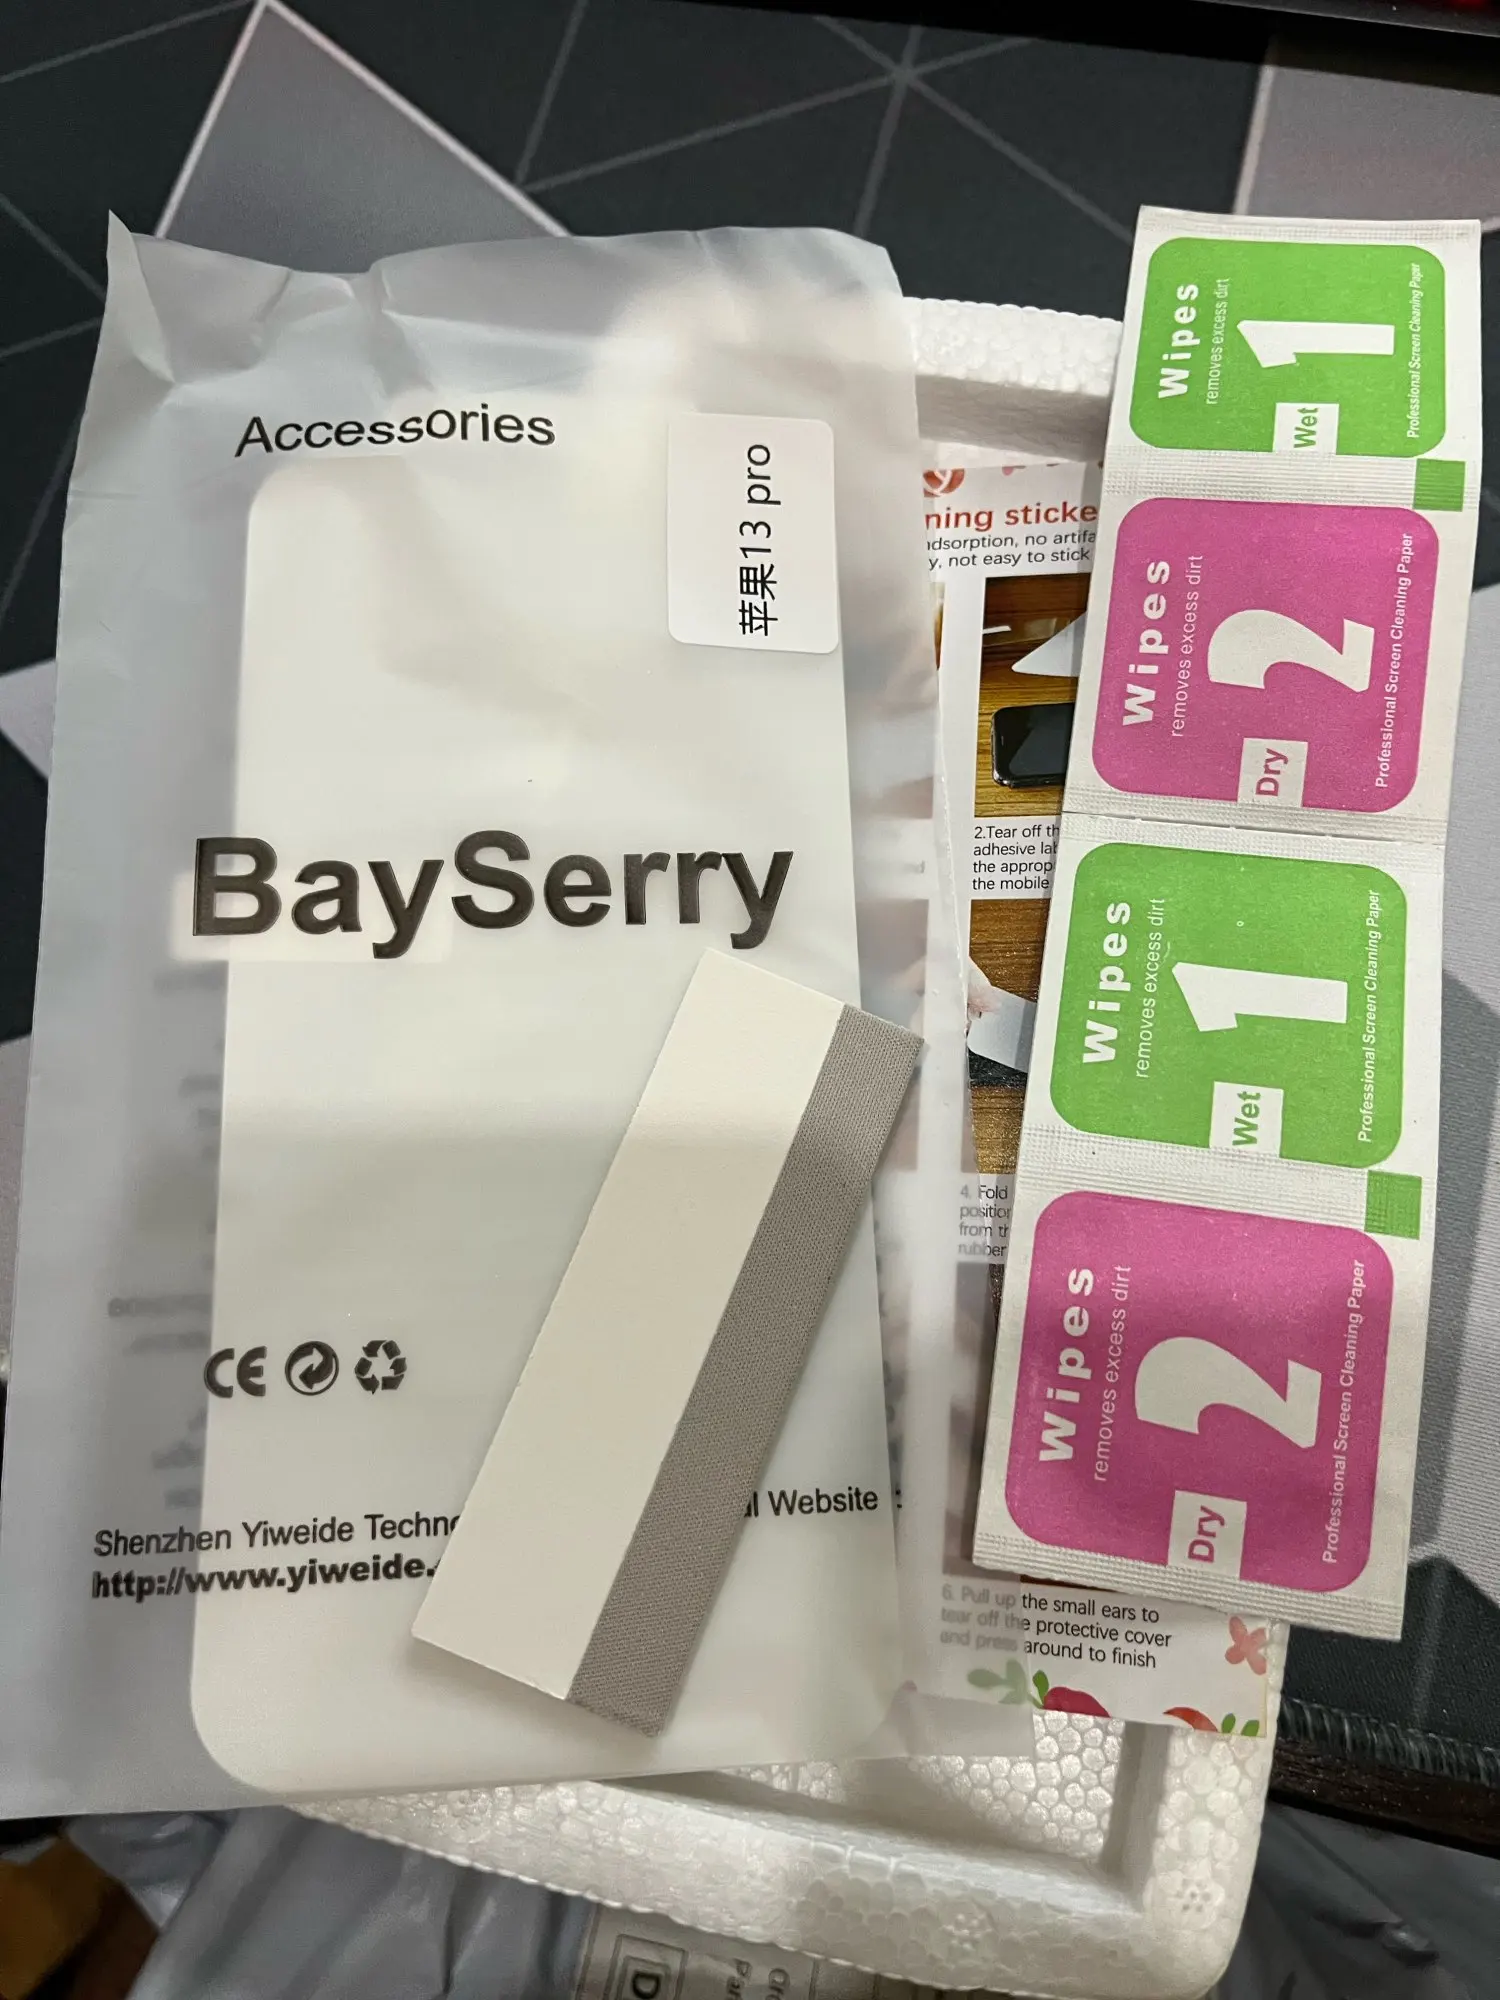 Accessories
苹果13 pro
BaySerry
CE
Shenzhen Yiweide
http://www.yiweide.
Website :
ning sticke
dsorption, no artifa
y, not easy to stick
2.Tear off th
adhesive lab
the approp
the mobile
4. Fold
position
from th
rubber
6. Pull up the small ears to
tear off the protective cover
and press around to finish
Wipes
removes excess dirt
1
Wet
Professional Screen Cleaning Paper
Wipes
removes excess dirt
2
Dry
Professional Screen Cleaning Paper
Wipes
removes excess dirt
1
Wet
Professional Screen Cleaning Paper
Wipes
removes excess dirt
2
Dry
Professional Screen Cleaning Paper
D